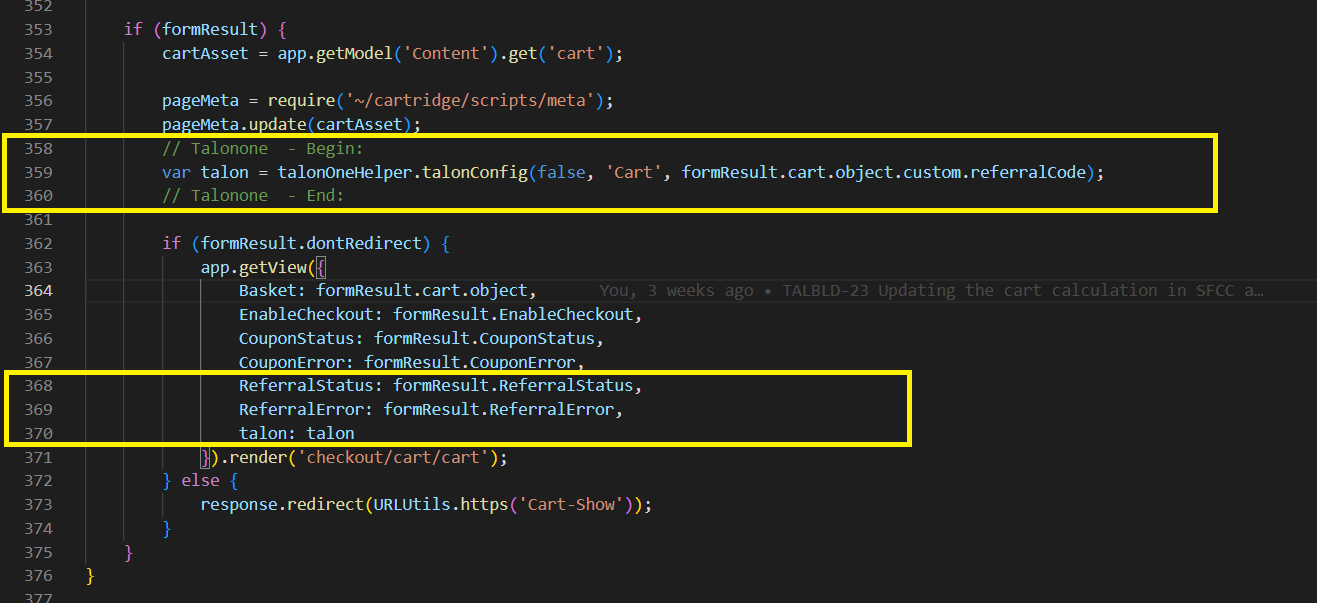 352
353 if (formResult) {
354 cartAsset = app.getModel('Content').get('cart');
355
356 pageMeta = require('~/cartridge/scripts/meta');
357 pageMeta.update(cartAsset);
358 // Talonone  - Begin:
359 var talon = talonOneHelper.talonConfig(false, 'Cart', formResult.cart.object.custom.referralCode);
360 // Talonone  - End:
361
362 if (formResult.dontRedirect) {
363 app.getView({
364 Basket: formResult.cart.object, You, 3 weeks ago • TALBLD-23 Updating the cart calculation in SFCC a…
365 EnableCheckout: formResult.EnableCheckout,
366 CouponStatus: formResult.CouponStatus,
367 CouponError: formResult.CouponError,
368 ReferralStatus: formResult.ReferralStatus,
369 ReferralError: formResult.ReferralError,
370 talon: talon
371 }).render('checkout/cart/cart');
372 } else {
373 response.redirect(URLUtils.https('Cart-Show'));
374 }
375 }
376 }
377